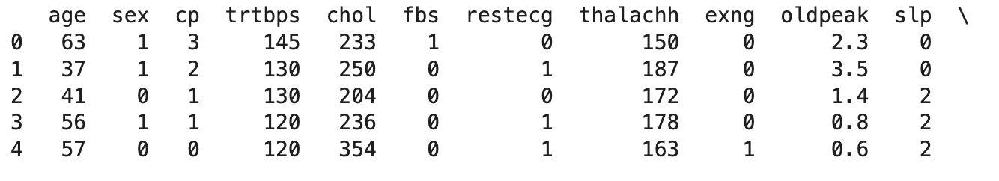 age sex cp trtbps chol fbs restecg thalachh exng oldpeak slp \
0 63 1 3 145 233 1 0 150 0 2.3 0
1 37 1 2 130 250 0 1 187 0 3.5 0
2 41 0 1 130 204 0 0 172 0 1.4 2
3 56 1 1 120 236 0 1 178 0 0.8 2
4 57 0 0 120 354 0 1 163 1 0.6 2